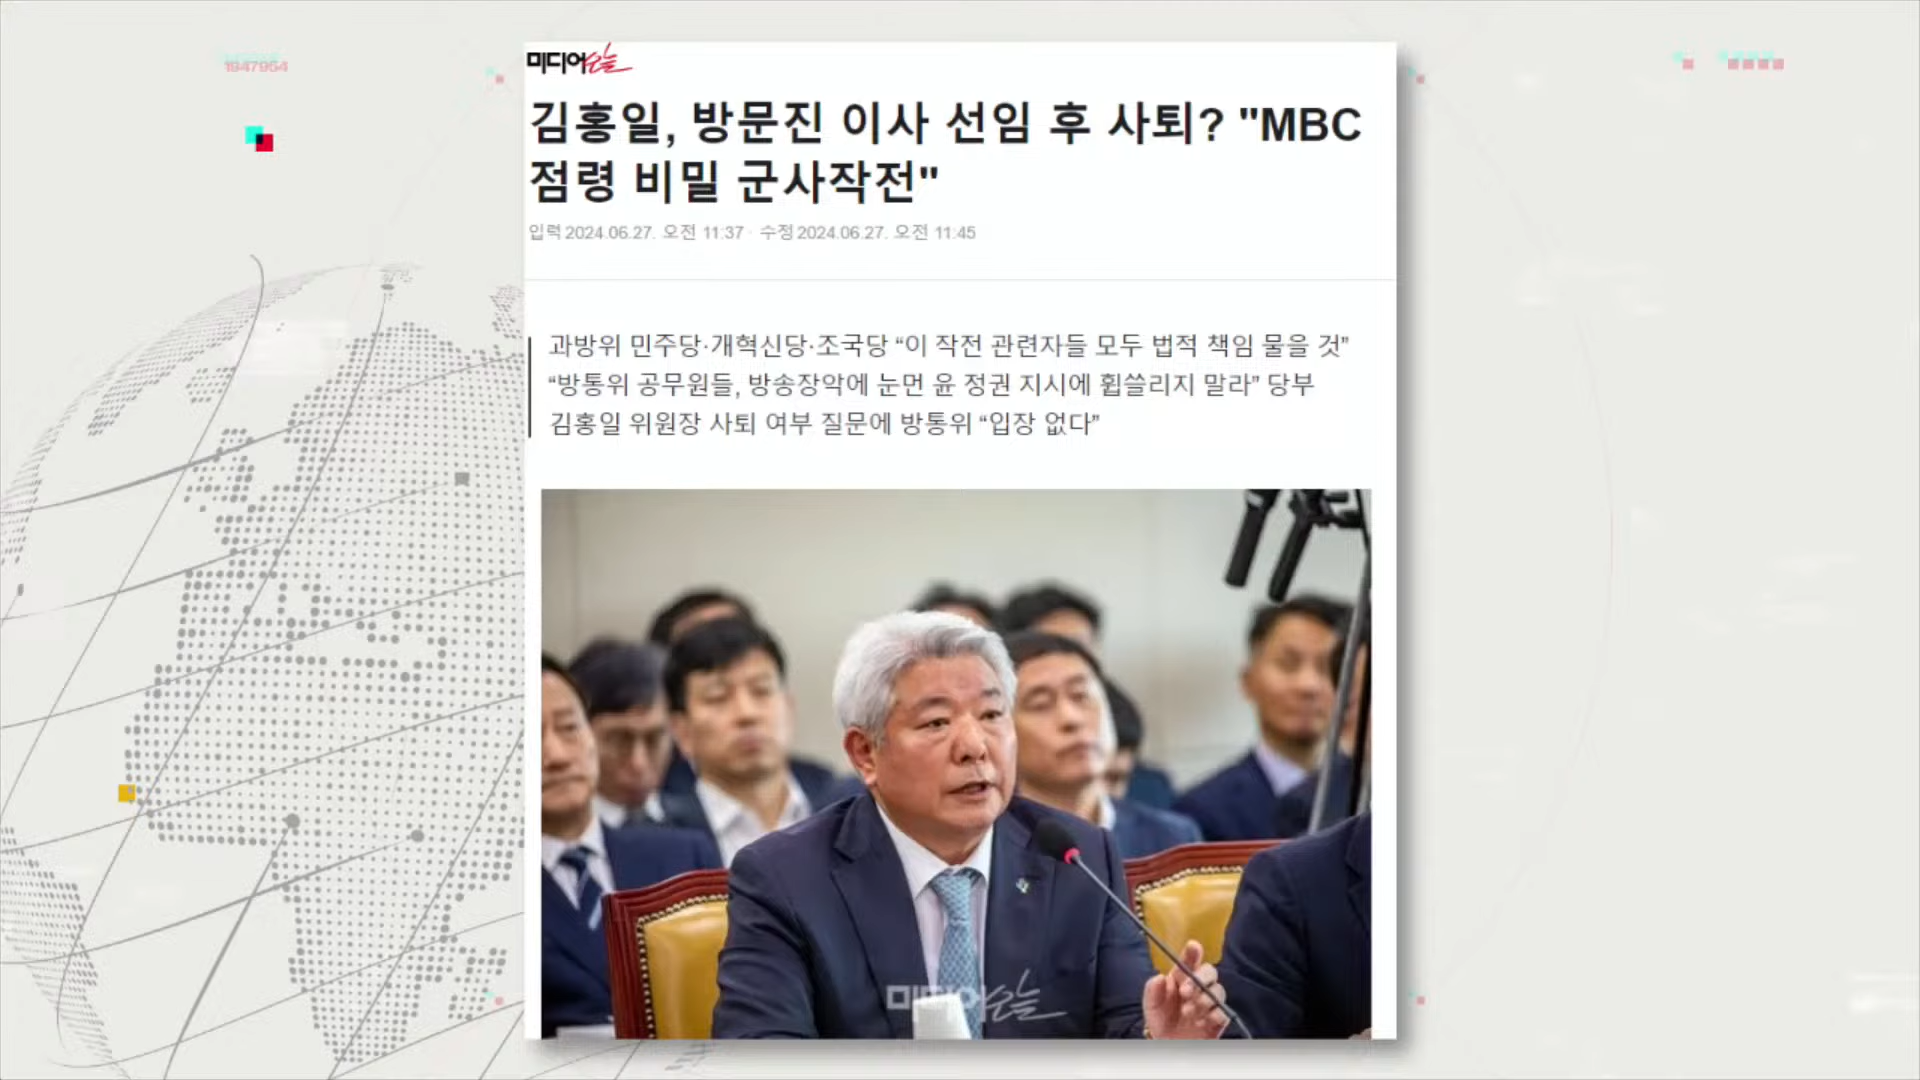 1947954
미디어오늘
김홍일, 방문진 이사 선임 후 사퇴? "MBC
점령 비밀 군사작전"
입력 2024.06.27. 오전 11:37 · 수정 2024.06.27. 오전 11:45
과방위 민주당·개혁신당·조국당 “이 작전 관련자들 모두 법적 책임 물을 것”
“방통위 공무원들, 방송장악에 눈먼 윤 정권 지시에 휩쓸리지 말라” 당부
김홍일 위원장 사퇴 여부 질문에 방통위 “입장 없다”
미디어오늘